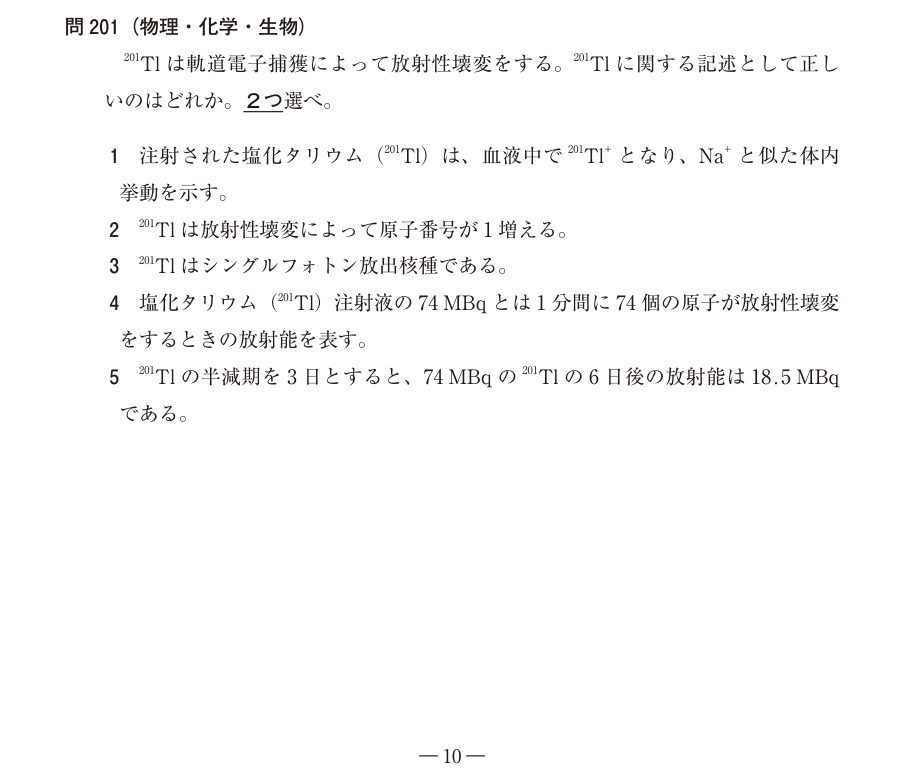 問 201(物理・化学・生物)
²⁰¹Tl は軌道電子捕獲によって放射性壊変をする。²⁰¹Tl に関する記述として正し
いのはどれか。2つ選べ。
1 注射された塩化タリウム(²⁰¹Tl)は、血液中で ²⁰¹Tl⁺ となり、Na⁺ と似た体内
挙動を示す。
2 ²⁰¹Tl は放射性壊変によって原子番号が 1 増える。
3 ²⁰¹Tl はシングルフォトン放出核種である。
4 塩化タリウム(²⁰¹Tl)注射液の 74 MBq とは 1 分間に 74 個の原子が放射性壊変
をするときの放射能を表す。
5 ²⁰¹Tl の半減期を 3 日とすると、74 MBq の ²⁰¹Tl の 6 日後の放射能は 18.5 MBq
である。
— 10 —